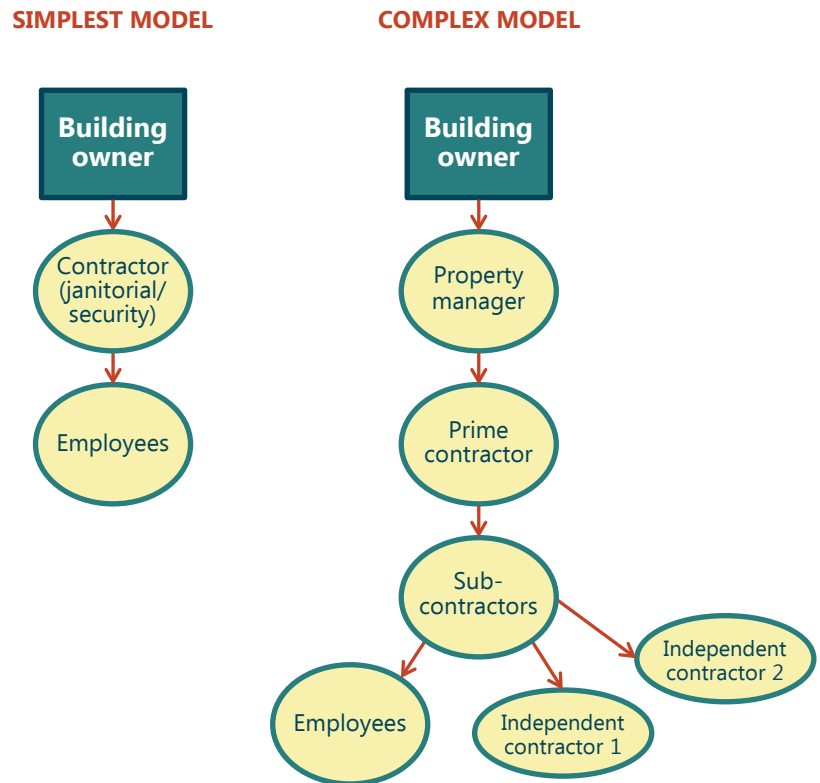 SIMPLEST MODEL
COMPLEX MODEL
Building
owner
Contractor
(janitorial/
security)
Employees
Building
owner
Property
manager
Prime
contractor
Sub-
contractors
Employees
Independent
contractor 1
Independent
contractor 2